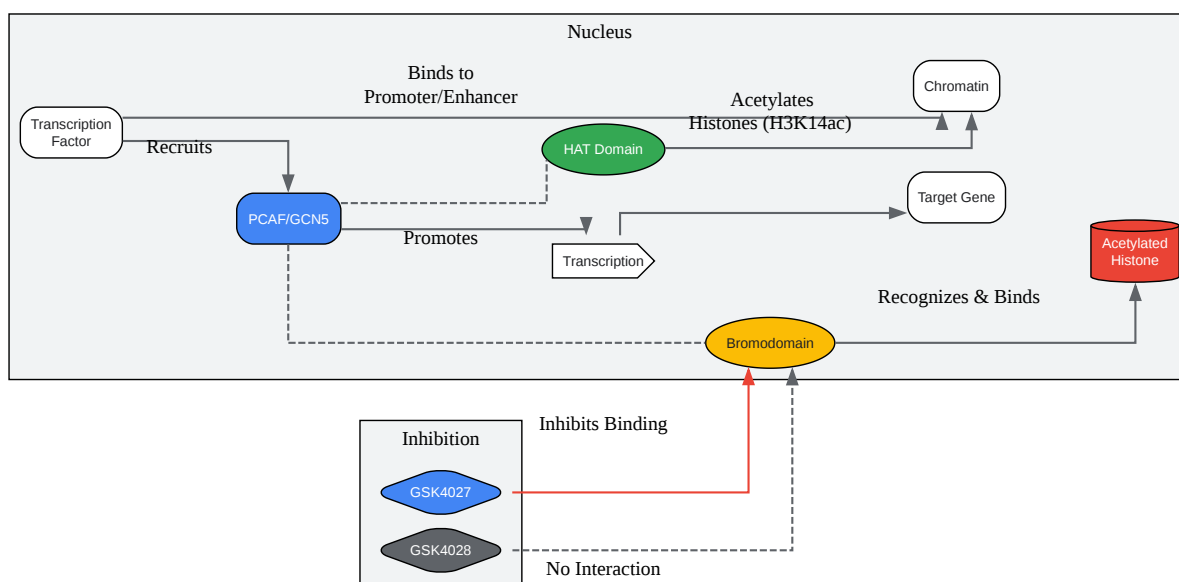 Nucleus
Binds to
Promoter/Enhancer
Chromatin
Acetylates
Histones (H3K14ac)
Transcription
Factor
Recruits
HAT Domain
Target Gene
PCAF/GCN5
Promotes
Transcription
Acetylated
Histone
Recognizes & Binds
Bromodomain
Inhibits Binding
Inhibition
GSK4027
GSK4028
No Interaction